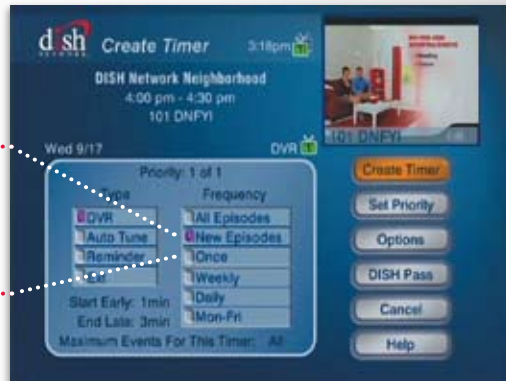 dish
NETWORK
Create Timer
3:18pm
DISH Network Neighborhood
4:00 pm - 4:30 pm
101 DNFYI
101 DNFYI
Wed 9/17
DVR
Priority: 1 of 1
Type
Frequency
DVR
Auto Tune
Reminder
All Episodes
New Episodes
Once
Weekly
Daily
Mon-Fri
Start Early: 1min
End Late: 3min
Maximum Events For This Timer: All
Create Timer
Set Priority
Options
DISH Pass
Cancel
Help